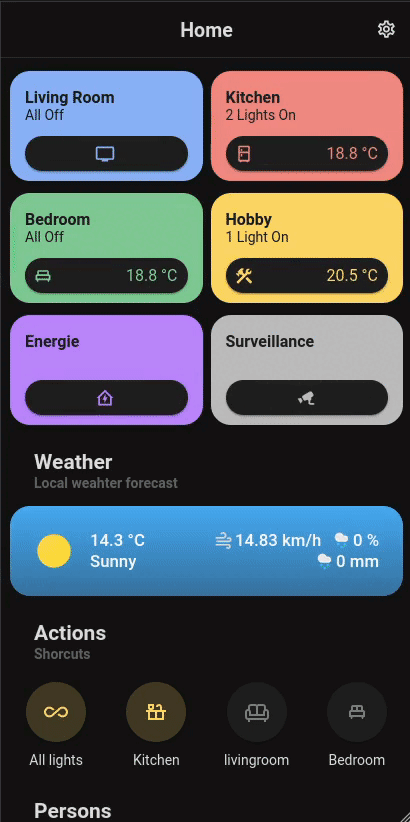 Home
Living Room
All Off
Kitchen
2 Lights On
18.8 °C
Bedroom
All Off
18.8 °C
Hobby
1 Light On
20.5 °C
Energie
Surveillance
Weather
Local weahter forecast
14.3 °C
Sunny
14.83 km/h 0 %
0 mm
Actions
Shorcuts
All lights
Kitchen
livingroom
Bedroom
Persons